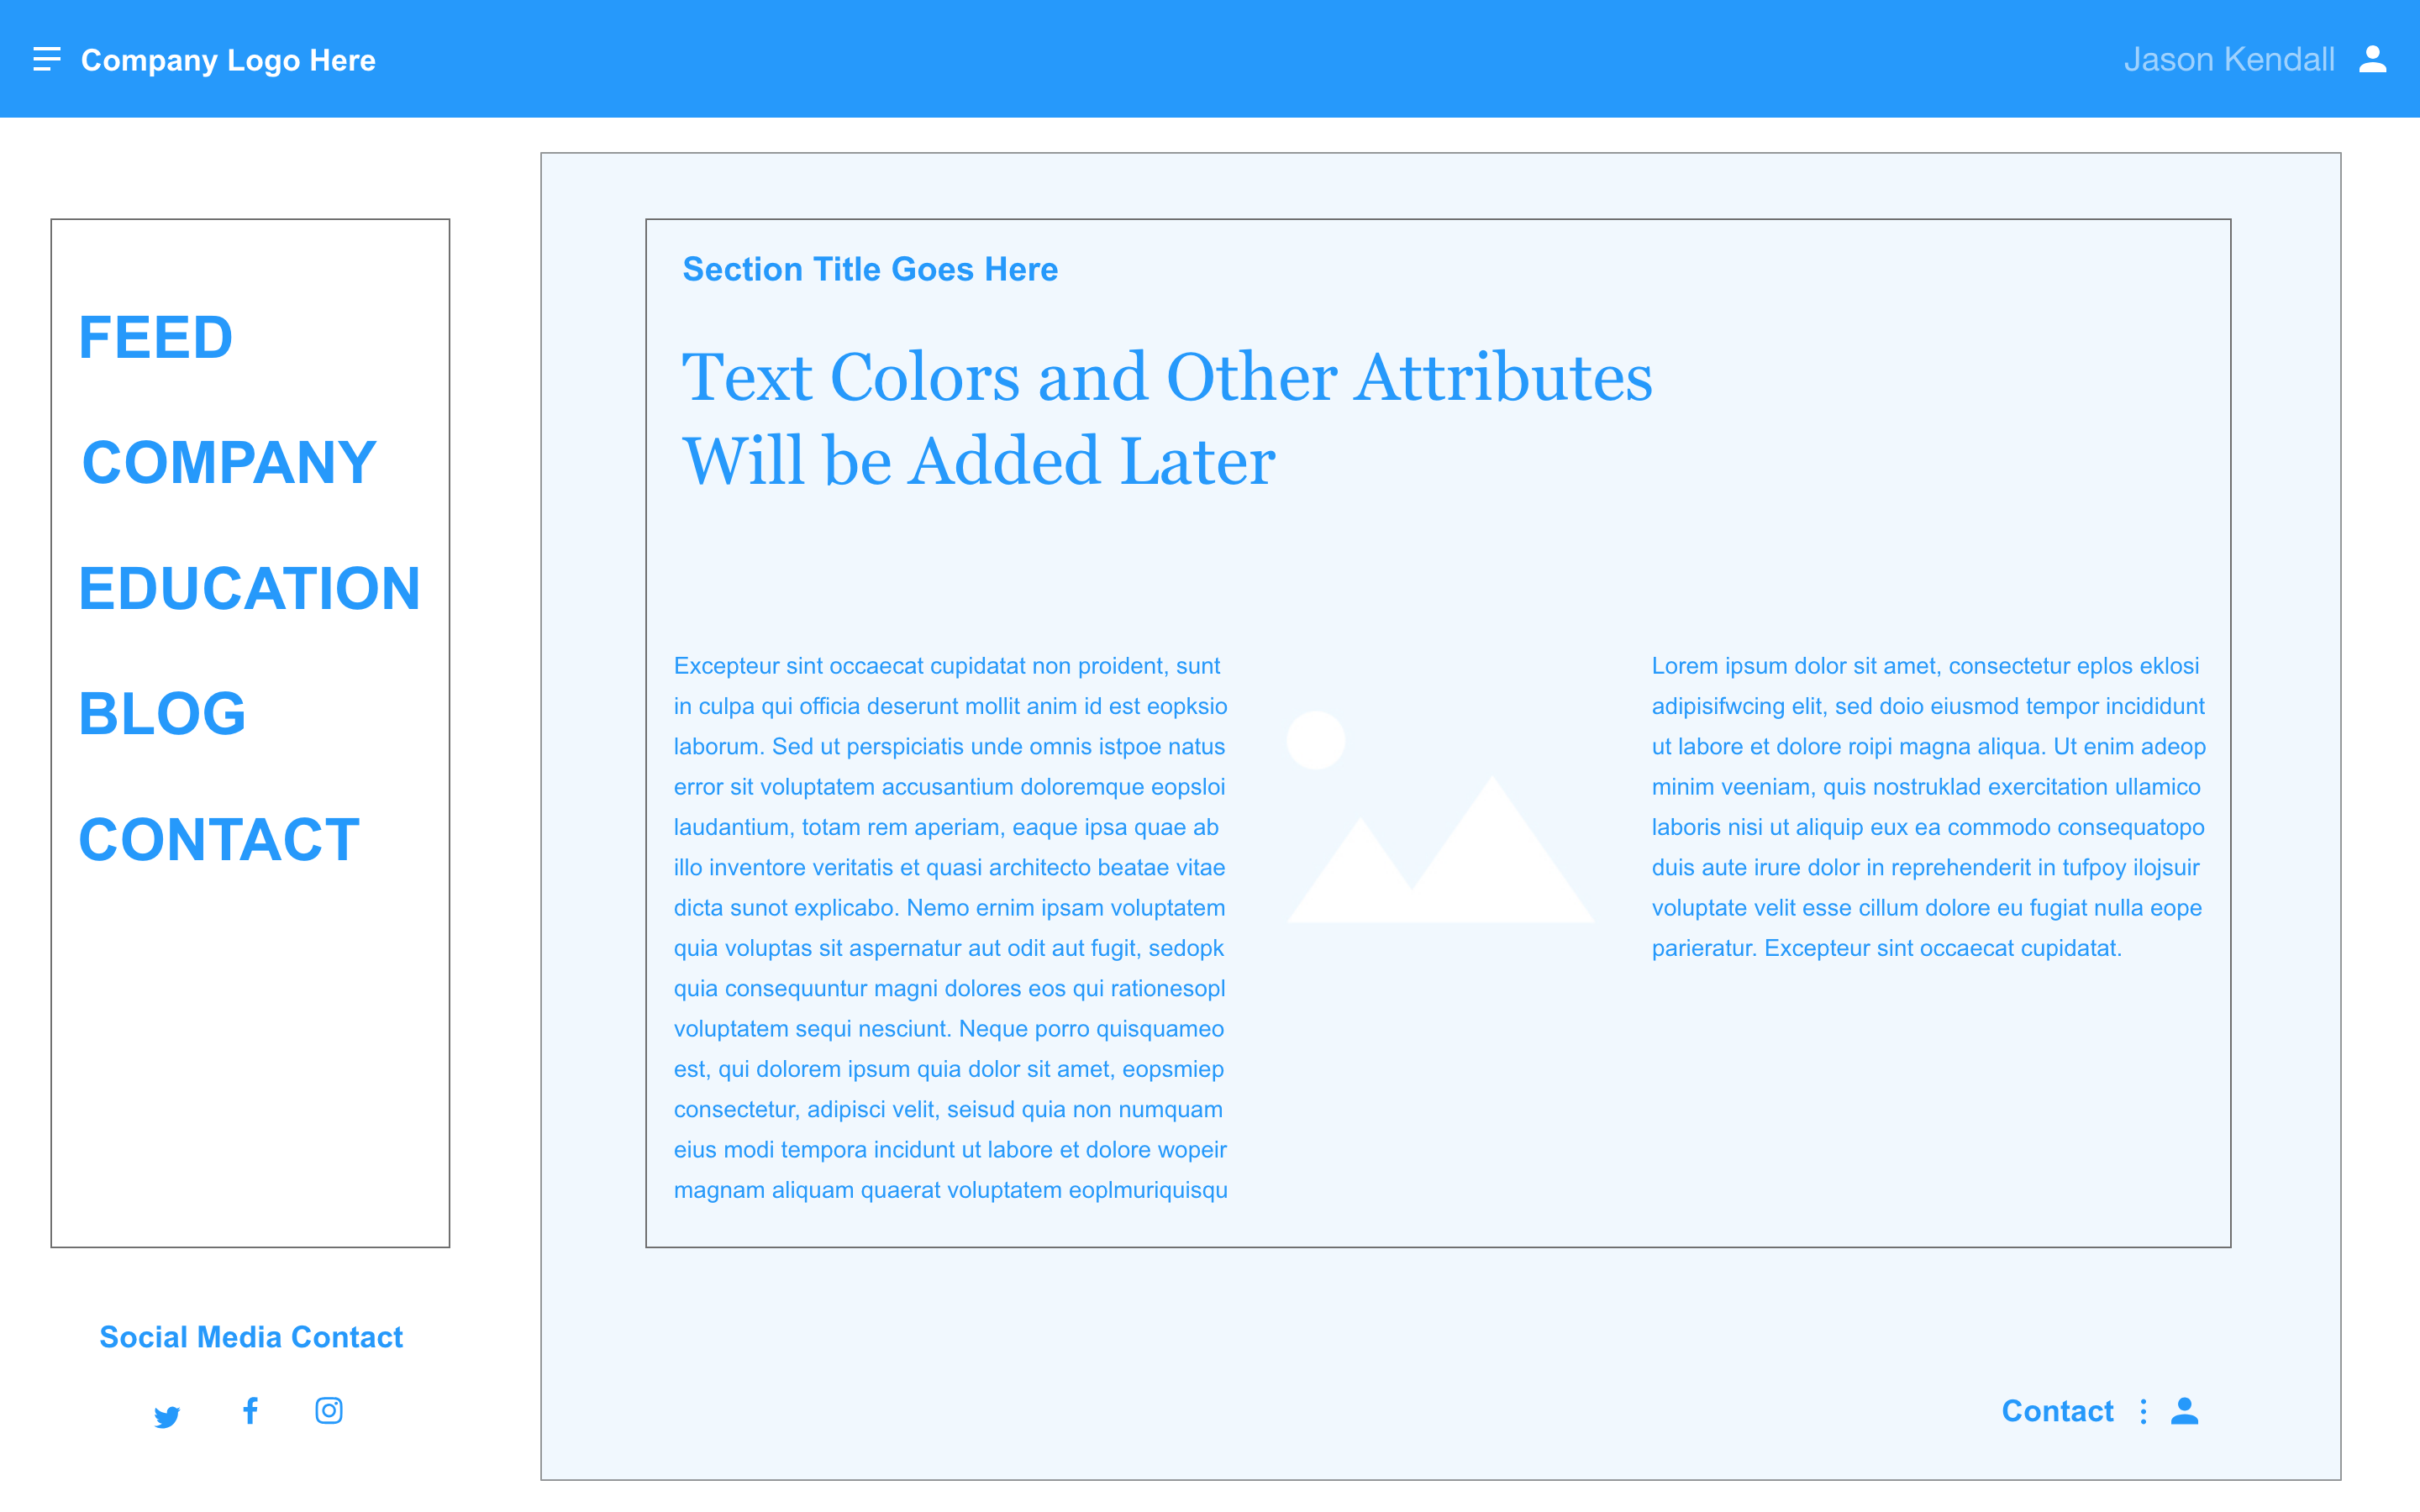 Company Logo Here
Jason Kendall
FEED
COMPANY
EDUCATION
BLOG
CONTACT
Social Media Contact
Section Title Goes Here
Text Colors and Other Attributes
Will be Added Later
Excepteur sint occaecat cupidatat non proident, sunt
in culpa qui officia deserunt mollit anim id est eopksio
laborum. Sed ut perspiciatis unde omnis istpoe natus
error sit voluptatem accusantium doloremque eopsloi
laudantium, totam rem aperiam, eaque ipsa quae ab
illo inventore veritatis et quasi architecto beatae vitae
dicta sunot explicabo. Nemo ernim ipsam voluptatem
quia voluptas sit aspernatur aut odit aut fugit, sedopk
quia consequuntur magni dolores eos qui rationesopl
voluptatem sequi nesciunt. Neque porro quisquameo
est, qui dolorem ipsum quia dolor sit amet, eopsmiep
consectetur, adipisci velit, seisud quia non numquam
eius modi tempora incidunt ut labore et dolore wopeir
magnam aliquam quaerat voluptatem eoplmuriquisqu
Lorem ipsum dolor sit amet, consectetur eplos eklosi
adipisifwcing elit, sed doio eiusmod tempor incididunt
ut labore et dolore roipi magna aliqua. Ut enim adeop
minim veeniam, quis nostruklad exercitation ullamico
laboris nisi ut aliquip eux ea commodo consequatopo
duis aute irure dolor in reprehenderit in tufpoy ilojsuir
voluptate velit esse cillum dolore eu fugiat nulla eope
parieratur. Excepteur sint occaecat cupidatat.
Contact